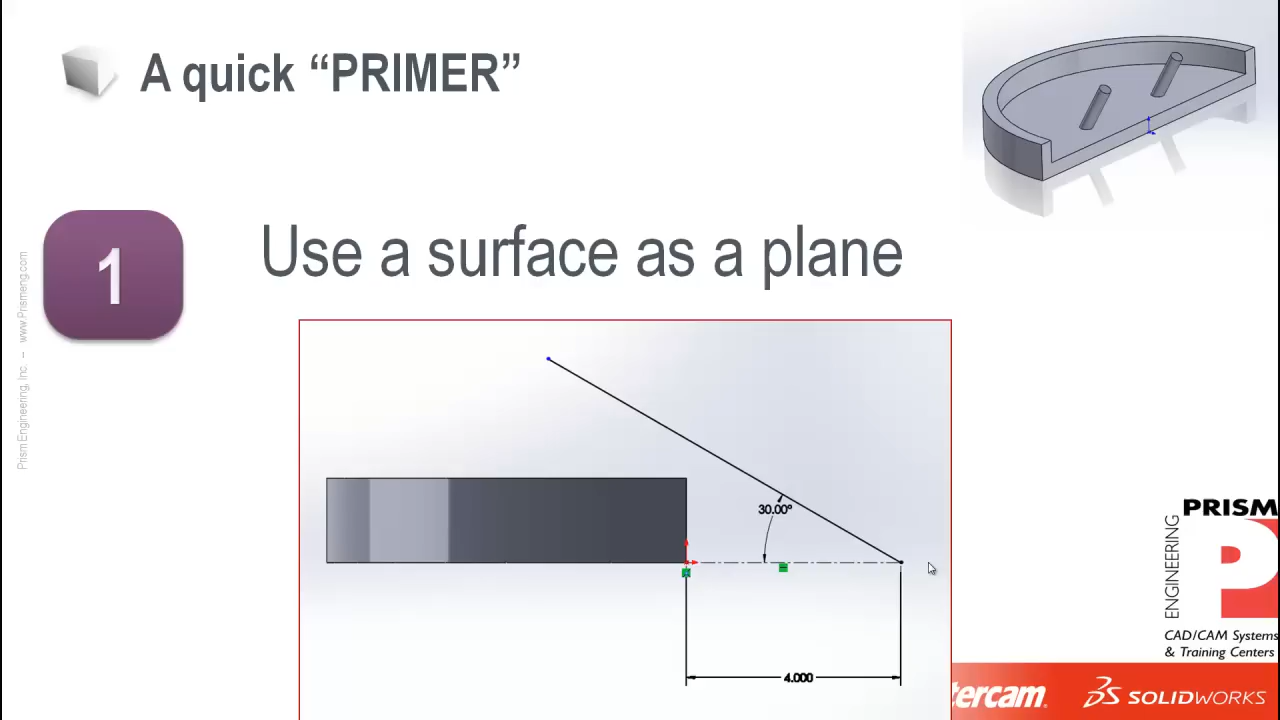 A quick “PRIMER”
1
Use a surface as a plane
30.00°
4.000
Prism Engineering, Inc. – www.Prismeng.com
PRISM
ENGINEERING
P
CAD/CAM Systems
& Training Centers
tercam.
SOLIDWORKS